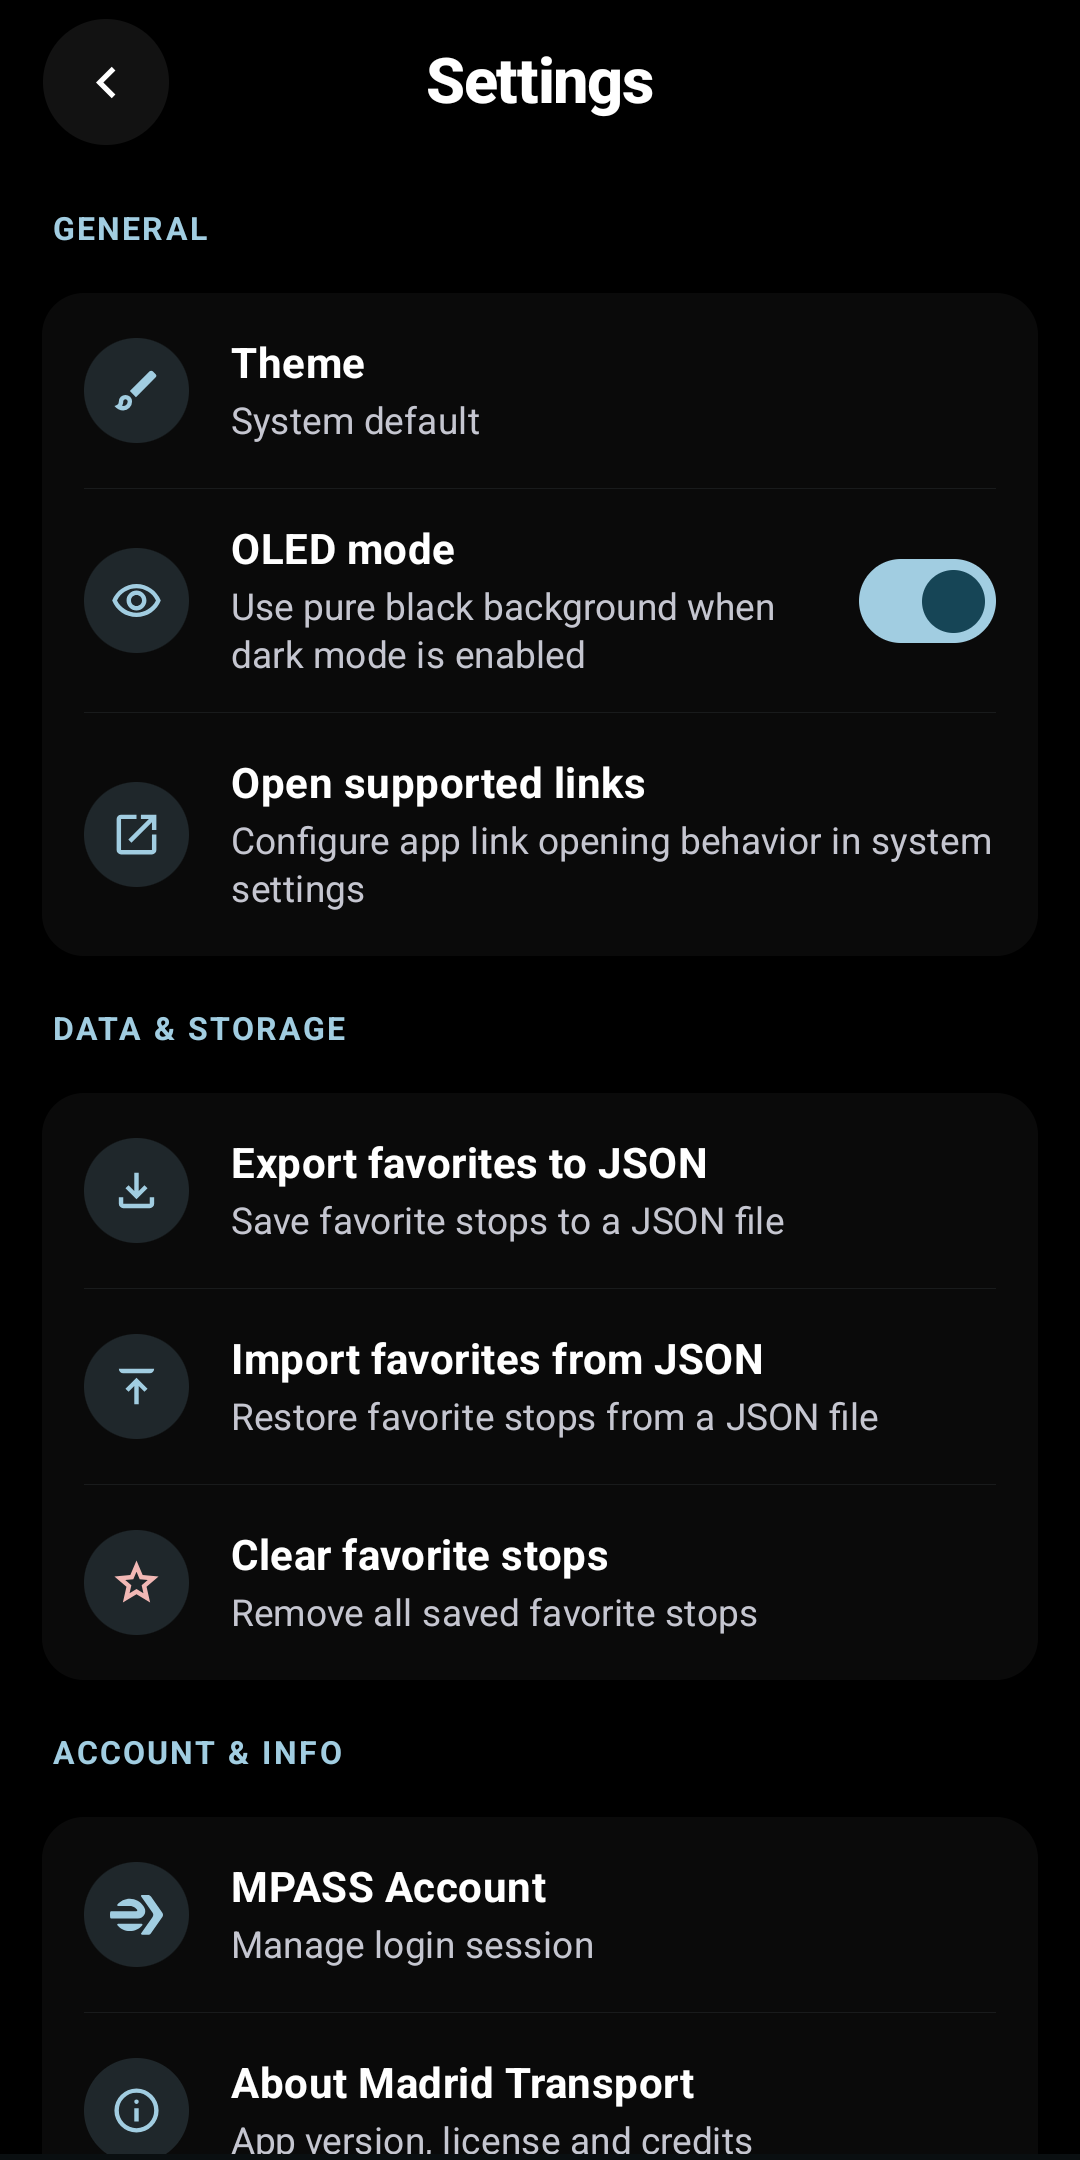 Settings
GENERAL
Theme
System default
OLED mode
Use pure black background when
dark mode is enabled
Open supported links
Configure app link opening behavior in system
settings
DATA & STORAGE
Export favorites to JSON
Save favorite stops to a JSON file
Import favorites from JSON
Restore favorite stops from a JSON file
Clear favorite stops
Remove all saved favorite stops
ACCOUNT & INFO
MPASS Account
Manage login session
About Madrid Transport
App version, license and credits